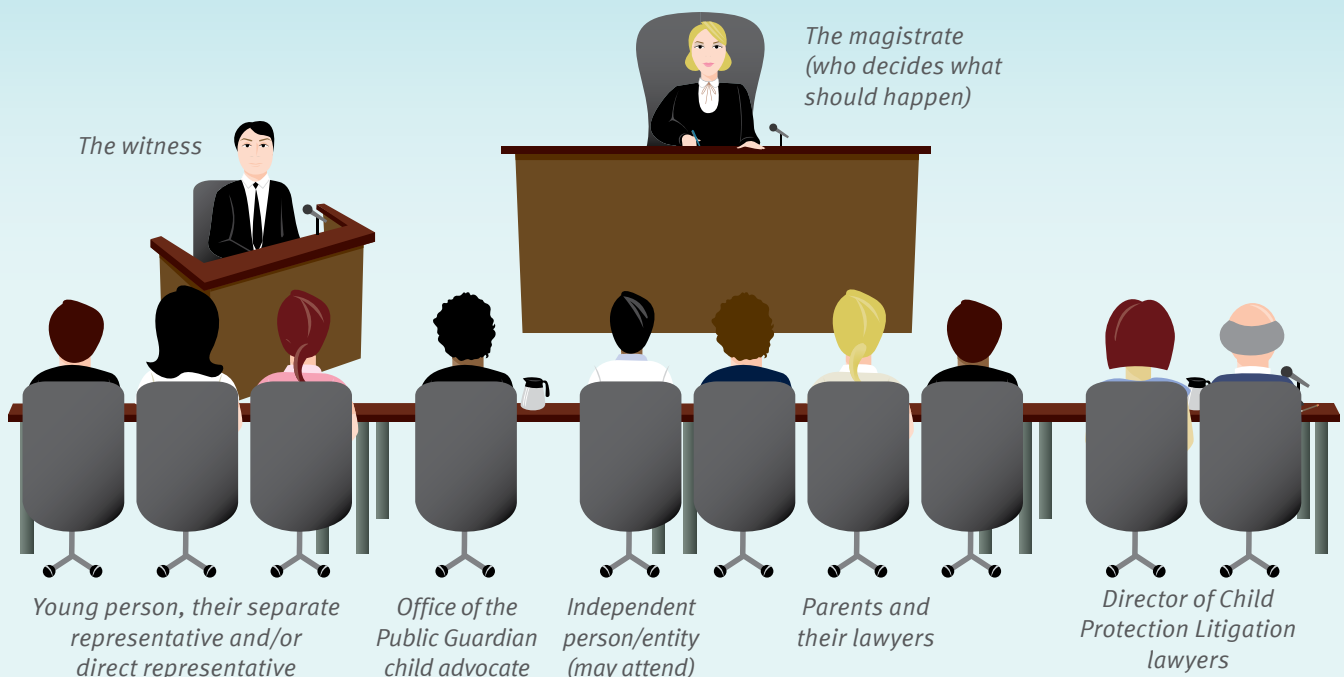 The magistrate
(who decides what
should happen)
The witness
Young person, their separate
representative and/or
direct representative
Office of the
Public Guardian
child advocate
Independent
person/entity
(may attend)
Parents and
their lawyers
Director of Child
Protection Litigation
lawyers